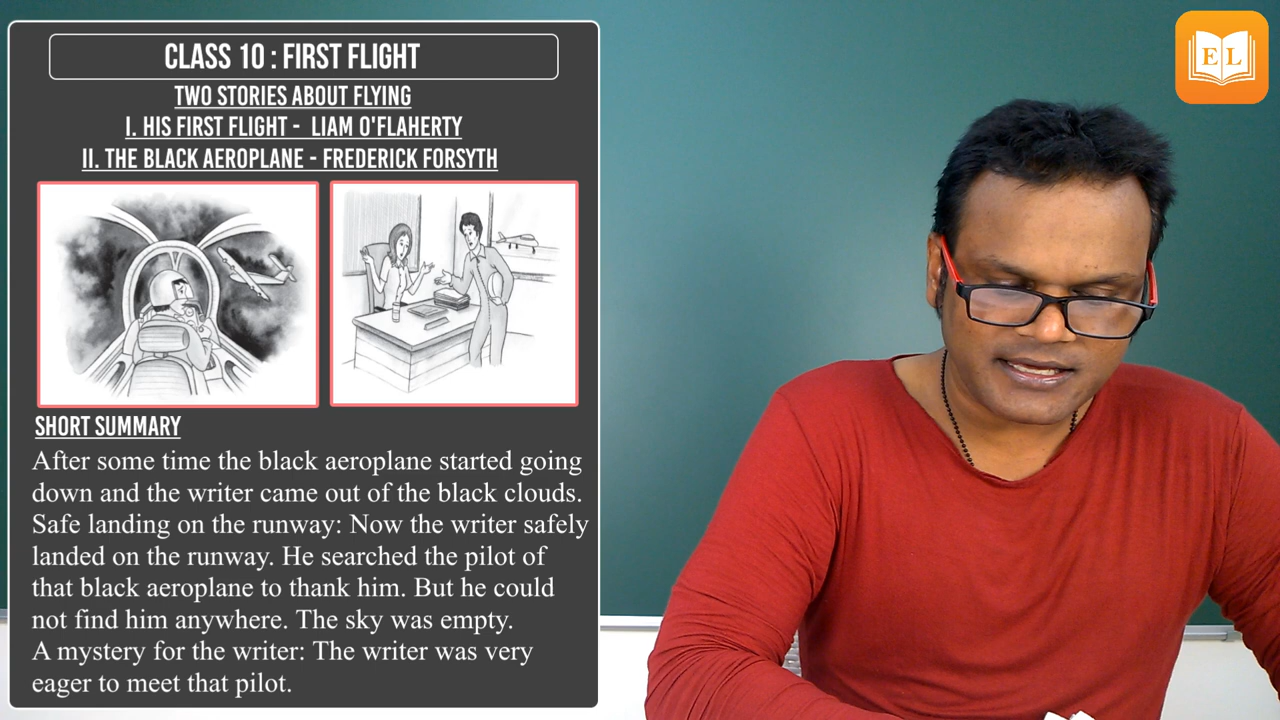 CLASS 10 : FIRST FLIGHT
TWO STORIES ABOUT FLYING
I. HIS FIRST FLIGHT - LIAM O'FLAHERTY
II. THE BLACK AEROPLANE - FREDERICK FORSYTH
SHORT SUMMARY
After some time the black aeroplane started going
down and the writer came out of the black clouds.
Safe landing on the runway: Now the writer safely
landed on the runway. He searched the pilot of
that black aeroplane to thank him. But he could
not find him anywhere. The sky was empty.
A mystery for the writer: The writer was very
eager to meet that pilot.
E L